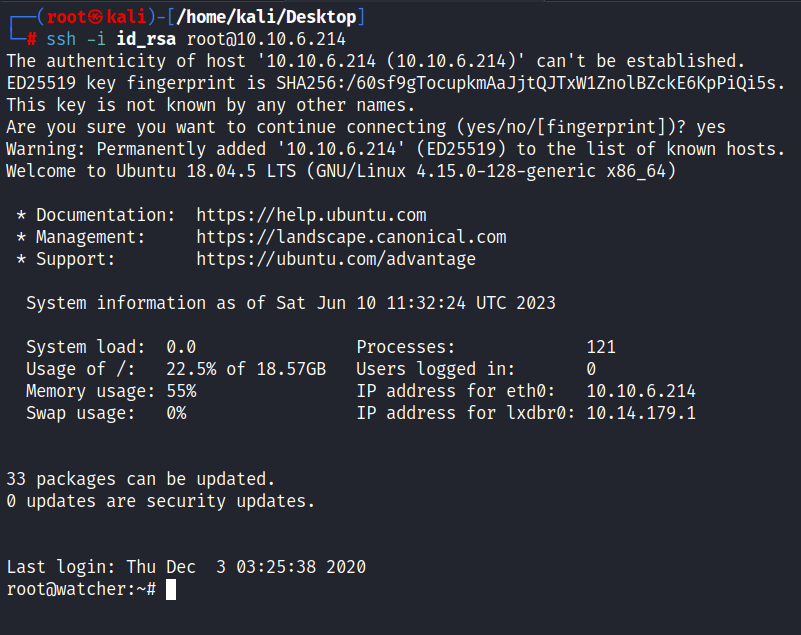 ┌──(root㉿kali)-[/home/kali/Desktop]
└─# ssh -i id_rsa root@10.10.6.214
The authenticity of host '10.10.6.214 (10.10.6.214)' can't be established.
ED25519 key fingerprint is SHA256:/60sf9gTocupkmAaJjtQJTxW1ZnolBZckE6KpPiQi5s.
This key is not known by any other names.
Are you sure you want to continue connecting (yes/no/[fingerprint])? yes
Warning: Permanently added '10.10.6.214' (ED25519) to the list of known hosts.
Welcome to Ubuntu 18.04.5 LTS (GNU/Linux 4.15.0-128-generic x86_64)

 * Documentation:  https://help.ubuntu.com
 * Management:     https://landscape.canonical.com
 * Support:        https://ubuntu.com/advantage

  System information as of Sat Jun 10 11:32:24 UTC 2023

  System load:  0.0                Processes:             121
  Usage of /:   22.5% of 18.57GB   Users logged in:       0
  Memory usage: 55%                IP address for eth0:   10.10.6.214
  Swap usage:   0%                 IP address for lxdbr0: 10.14.179.1

33 packages can be updated.
0 updates are security updates.

Last login: Thu Dec  3 03:25:38 2020
root@watcher:~#